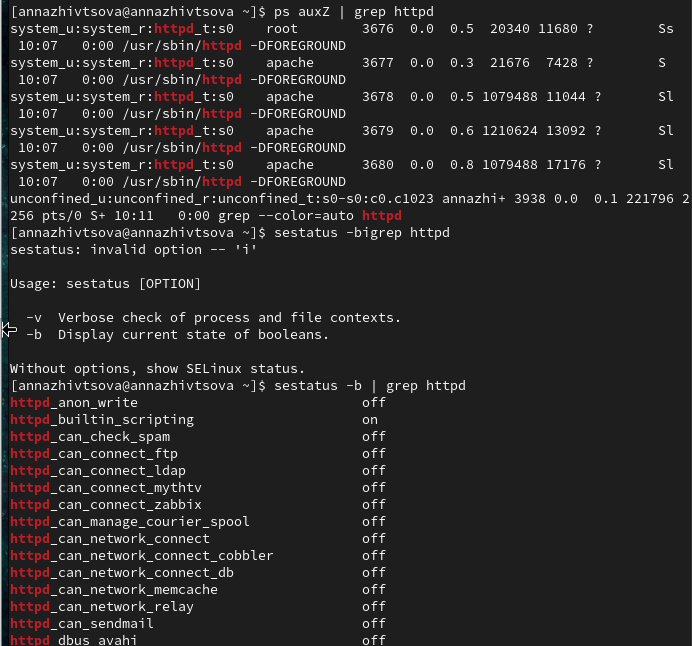 [annazhivtsova@annazhivtsova ~]$ ps auxZ | grep httpd
system_u:system_r:httpd_t:s0    root        3676  0.0  0.5  20340 11680 ?        Ss
 10:07   0:00 /usr/sbin/httpd -DFOREGROUND
system_u:system_r:httpd_t:s0    apache      3677  0.0  0.3  21676  7428 ?        S
 10:07   0:00 /usr/sbin/httpd -DFOREGROUND
system_u:system_r:httpd_t:s0    apache      3678  0.0  0.5 1079488 11044 ?       Sl
 10:07   0:00 /usr/sbin/httpd -DFOREGROUND
system_u:system_r:httpd_t:s0    apache      3679  0.0  0.6 1210624 13092 ?       Sl
 10:07   0:00 /usr/sbin/httpd -DFOREGROUND
system_u:system_r:httpd_t:s0    apache      3680  0.0  0.8 1079488 17176 ?       Sl
 10:07   0:00 /usr/sbin/httpd -DFOREGROUND
unconfined_u:unconfined_r:unconfined_t:s0-s0:c0.c1023 annazhi+ 3938 0.0  0.1 221796 2
256 pts/0 S+ 10:11   0:00 grep --color=auto httpd
[annazhivtsova@annazhivtsova ~]$ sestatus -bigrep httpd
sestatus: invalid option -- 'i'

Usage: sestatus [OPTION]

  -v  Verbose check of process and file contexts.
  -b  Display current state of booleans.

Without options, show SELinux status.
[annazhivtsova@annazhivtsova ~]$ sestatus -b | grep httpd
httpd_anon_write                            off
httpd_builtin_scripting                     on
httpd_can_check_spam                        off
httpd_can_connect_ftp                       off
httpd_can_connect_ldap                      off
httpd_can_connect_mythtv                    off
httpd_can_connect_zabbix                    off
httpd_can_manage_courier_spool              off
httpd_can_network_connect                   off
httpd_can_network_connect_cobbler           off
httpd_can_network_connect_db                off
httpd_can_network_memcache                  off
httpd_can_network_relay                     off
httpd_can_sendmail                          off
httpd_dbus_avahi                            off